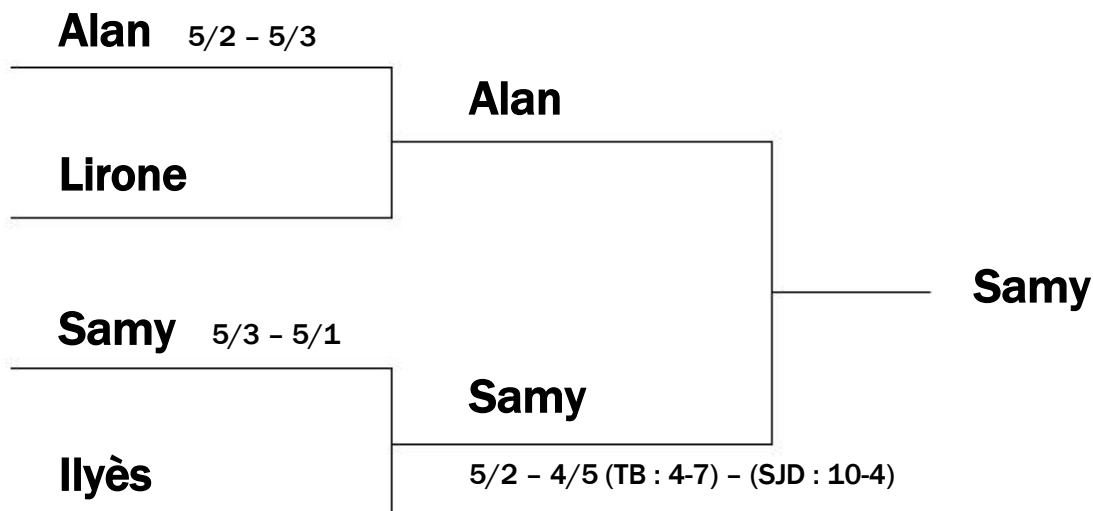 Alan 5/2 – 5/3
Alan
Lirone
Samy
Samy 5/3 – 5/1
Samy
Ilyès
5/2 – 4/5 (TB : 4-7) – (SJD : 10-4)